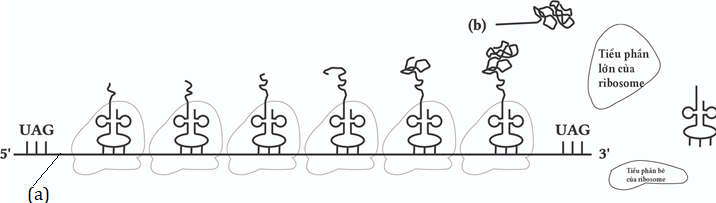 (b)
Tiểu phần
lớn của
ribosome
UAG
UAG
5'
3'
Tiểu phần bé
của ribosome
(a)